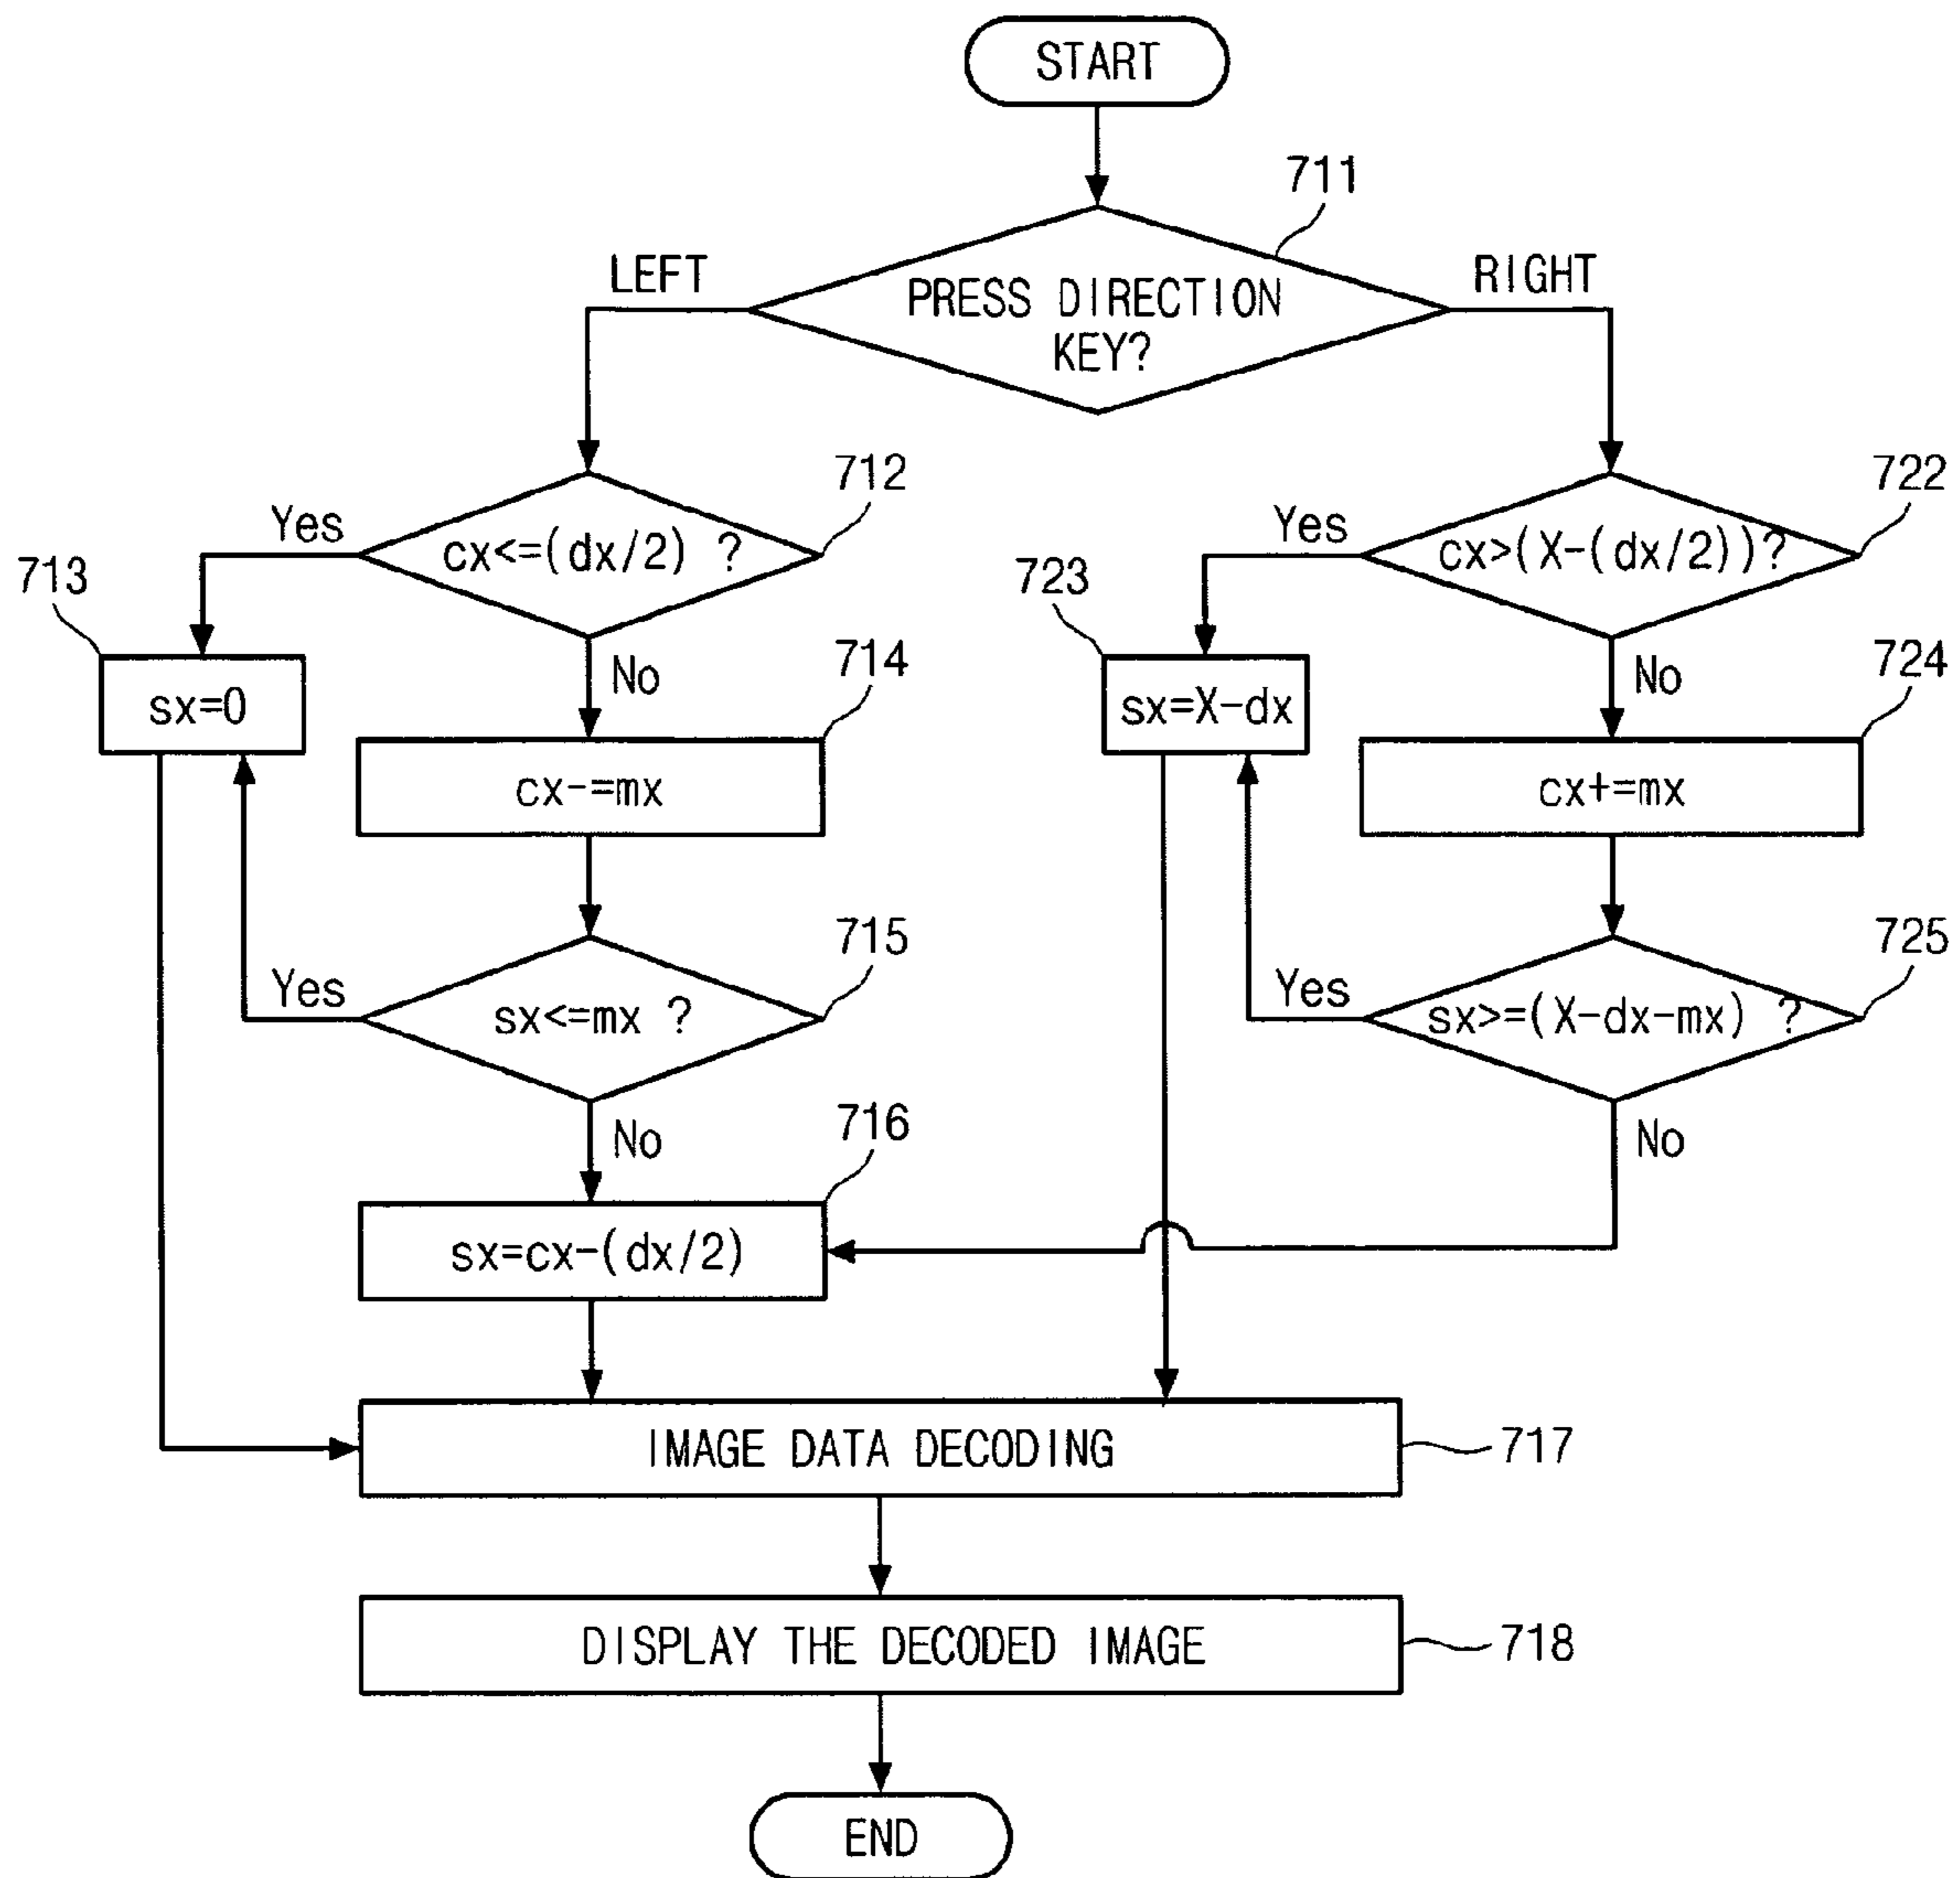 START
711
LEFT
RIGHT
PRESS DIRECTION
KEY?
712
722
Yes
cx<=(dx/2) ?
Yes
cx>(X-(dx/2))?
713
723
No
714
No
724
sx=0
sx=X-dx
cx-=mx
cx+=mx
715
725
Yes
sx<=mx ?
Yes
sx>=(X-dx-mx) ?
No
716
No
sx=cx-(dx/2)
IMAGE DATA DECODING
717
DISPLAY THE DECODED IMAGE
718
END